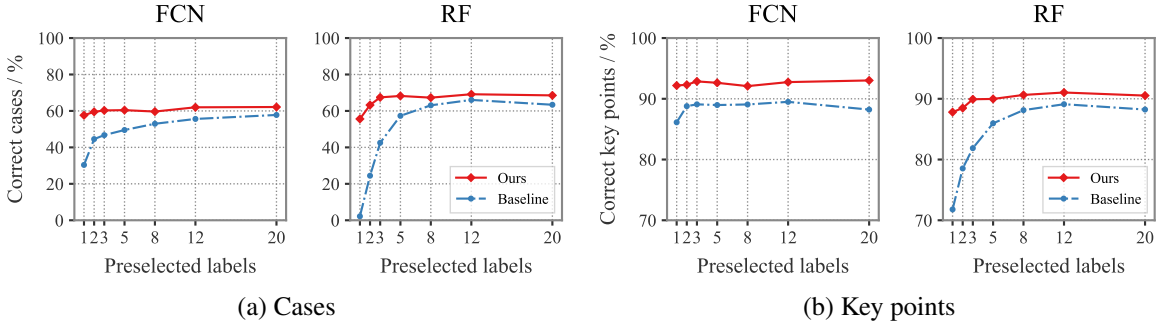 FCN
RF
FCN
RF
Correct cases / %
100
80
60
40
20
0
1 2 3 5 8 12 20
Preselected labels
100
80
60
40
20
0
1 2 3 5 8 12 20
Preselected labels
Ours
Baseline
Correct key points / %
100
90
80
70
1 2 3 5 8 12 20
Preselected labels
100
90
80
70
1 2 3 5 8 12 20
Preselected labels
Ours
Baseline
(a) Cases
(b) Key points